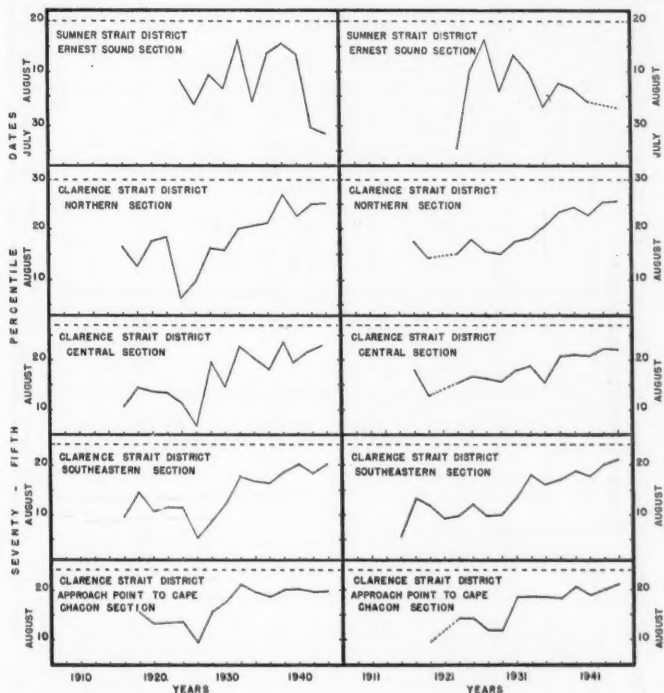 20
SUMNER STRAIT DISTRICT
ERNEST SOUND SECTION
10
AUGUST
30
JULY
DATES
SUMNER STRAIT DISTRICT
ERNEST SOUND SECTION
20
10
AUGUST
30
JULY
30
CLARENCE STRAIT DISTRICT
NORTHERN SECTION
20
10
AUGUST
CLARENCE STRAIT DISTRICT
NORTHERN SECTION
30
20
10
AUGUST
PERCENTILE
CLARENCE STRAIT DISTRICT
CENTRAL SECTION
20
10
AUGUST
CLARENCE STRAIT DISTRICT
CENTRAL SECTION
20
10
AUGUST
SEVENTY - FIFTH
CLARENCE STRAIT DISTRICT
SOUTHEASTERN SECTION
20
10
AUGUST
CLARENCE STRAIT DISTRICT
SOUTHEASTERN SECTION
20
10
AUGUST
CLARENCE STRAIT DISTRICT
APPROACH POINT TO CAPE
CHACON SECTION
20
10
AUGUST
CLARENCE STRAIT DISTRICT
APPROACH POINT TO CAPE
CHACON SECTION
20
10
AUGUST
1910 1920 1930 1940
YEARS
1911 1921 1931 1941
YEARS